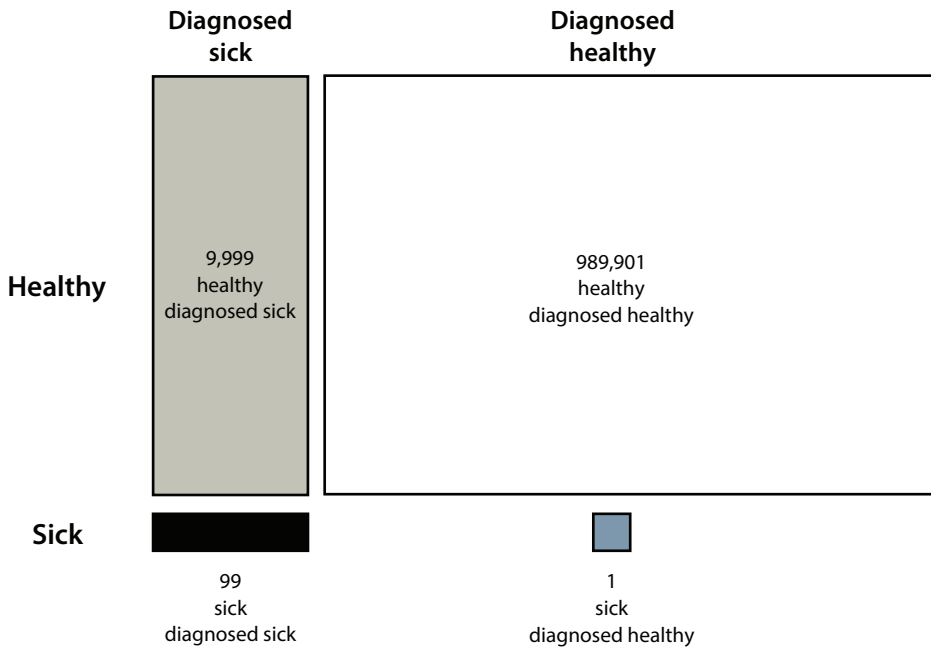 Diagnosed
sick
Diagnosed
healthy
Healthy
9,999
healthy
diagnosed sick
989,901
healthy
diagnosed healthy
Sick
99
sick
diagnosed sick
1
sick
diagnosed healthy